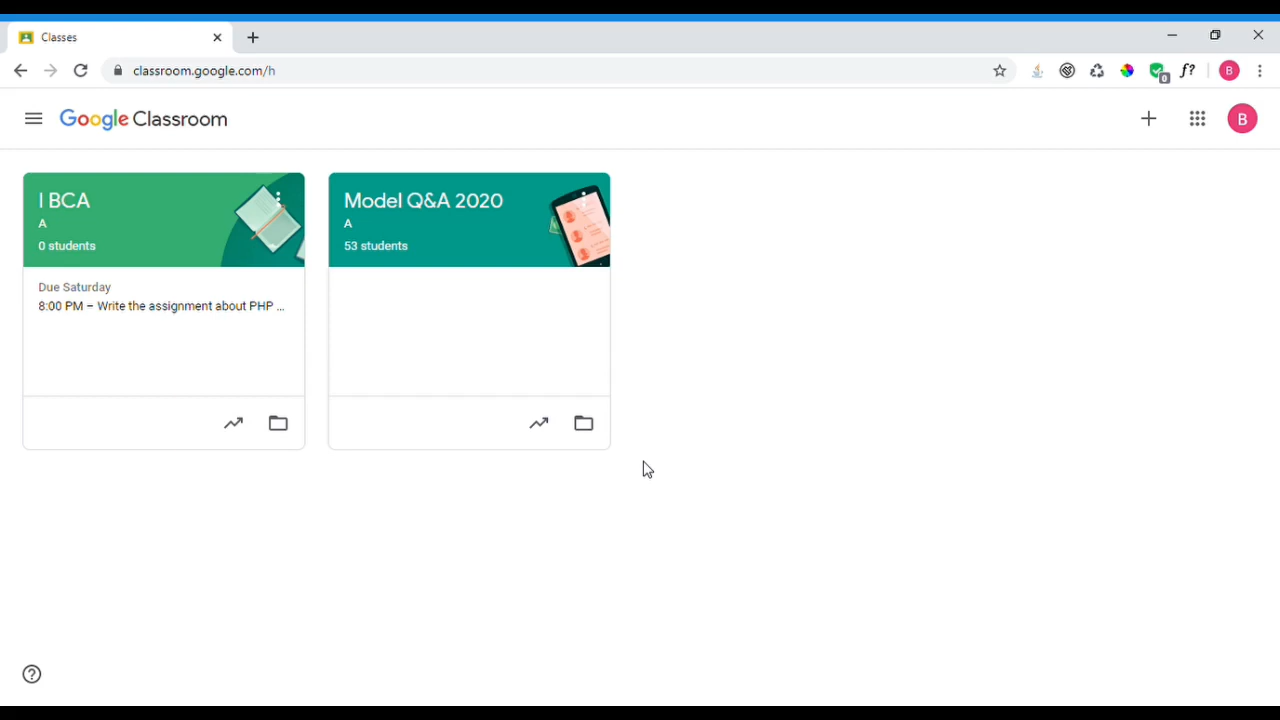 Classes
classroom.google.com/h
0
f?
B
Google Classroom
B
I BCA
A
0 students
Due Saturday
8:00 PM – Write the assignment about PHP ...
Model Q&A 2020
A
53 students